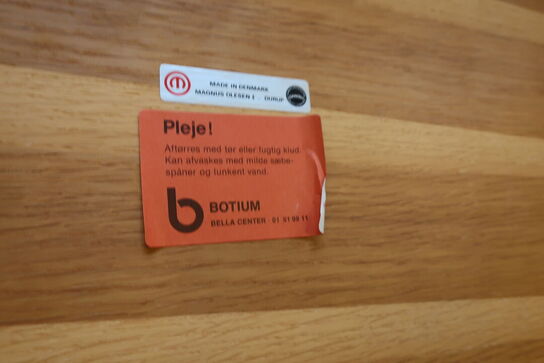 MADE IN DENMARK
MAGNUS OLESEN DURUP
Pleje!
Aftørres med tør eller fugtig klud.
Kan afvaskes med milde sæbe-
spåner og lunkent vand.
b BOTIUM
BELLA CENTER · 01 51 99 11